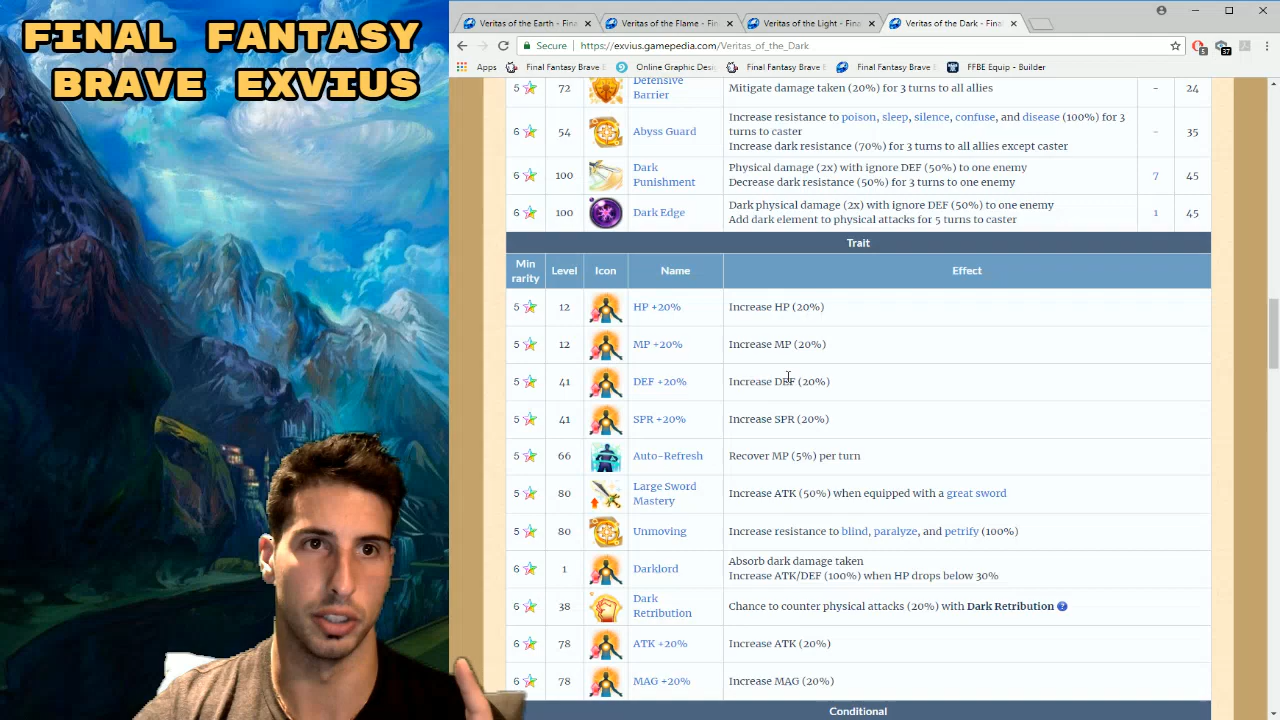 FINAL FANTASY
BRAVE EXVIUS
Veritas of the Earth - Fine
Veritas of the Flame - Fin
Veritas of the Light - Final
Veritas of the Dark - Final
Secure
https://exvius.gamepedia.com/Veritas_of_the_Dark
Apps
Final Fantasy Brave E
Online Graphic Desi
Final Fantasy Brave E
Final Fantasy Brave E
FFBE Equip - Builder
5 72 Defensive
Barrier
Mitigate damage taken (20%) for 3 turns to all allies
- 24
6 54 Abyss Guard
Increase resistance to poison, sleep, silence, confuse, and disease (100%) for 3
turns to caster
Increase dark resistance (70%) for 3 turns to all allies except caster
- 35
6 100 Dark
Punishment
Physical damage (2x) with ignore DEF (50%) to one enemy
Decrease dark resistance (50%) for 3 turns to one enemy
7 45
6 100 Dark Edge
Dark physical damage (2x) with ignore DEF (50%) to one enemy
Add dark element to physical attacks for 5 turns to caster
1 45
Trait
Min
rarity
Level Icon Name Effect
5 12 HP +20% Increase HP (20%)
5 12 MP +20% Increase MP (20%)
5 41 DEF +20% Increase DEF (20%)
5 41 SPR +20% Increase SPR (20%)
5 66 Auto-Refresh Recover MP (5%) per turn
5 80 Large Sword
Mastery
Increase ATK (50%) when equipped with a great sword
5 80 Unmoving Increase resistance to blind, paralyze, and petrify (100%)
6 1 Darklord
Absorb dark damage taken
Increase ATK/DEF (100%) when HP drops below 30%
6 38 Dark
Retribution
Chance to counter physical attacks (20%) with Dark Retribution ?
6 78 ATK +20% Increase ATK (20%)
6 78 MAG +20% Increase MAG (20%)
Conditional